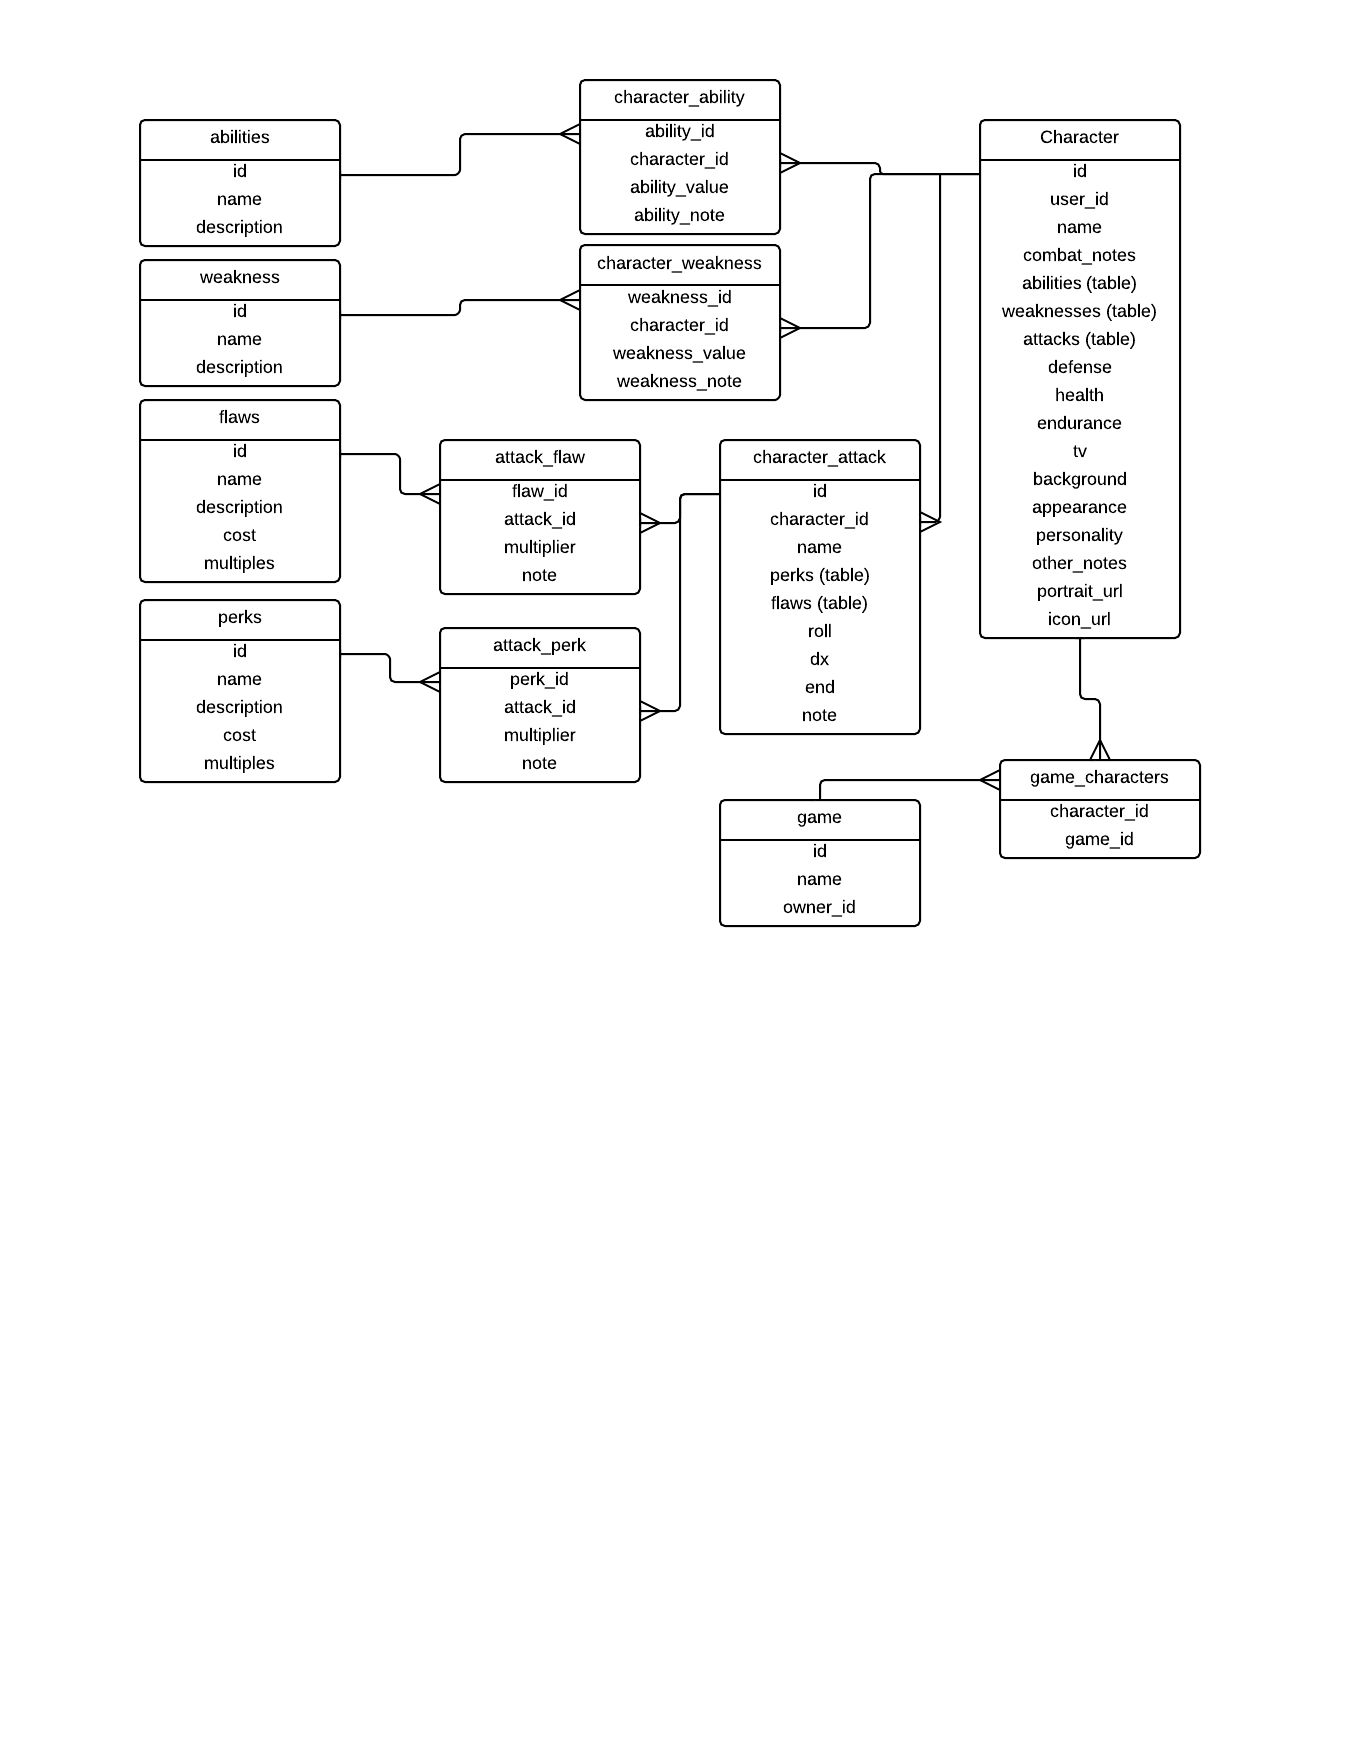 abilities
id
name
description
weakness
id
name
description
flaws
id
name
description
cost
multiples
perks
id
name
description
cost
multiples
character_ability
ability_id
character_id
ability_value
ability_note
character_weakness
weakness_id
character_id
weakness_value
weakness_note
attack_flaw
flaw_id
attack_id
multiplier
note
attack_perk
perk_id
attack_id
multiplier
note
character_attack
id
character_id
name
perks (table)
flaws (table)
roll
dx
end
note
Character
id
user_id
name
combat_notes
abilities (table)
weaknesses (table)
attacks (table)
defense
health
endurance
tv
background
appearance
personality
other_notes
portrait_url
icon_url
game
id
name
owner_id
game_characters
character_id
game_id